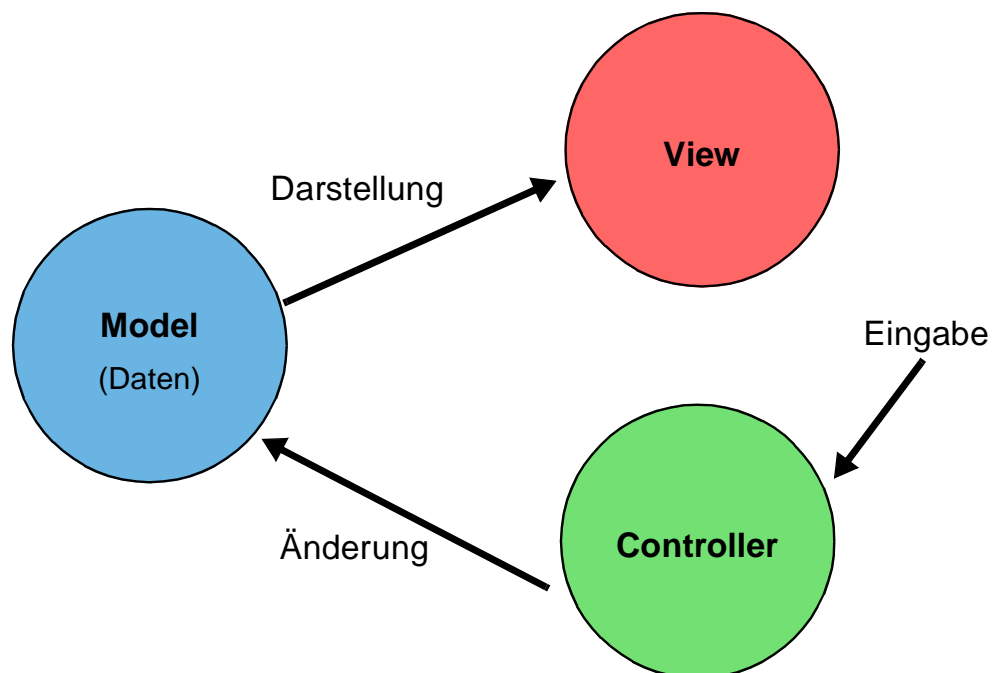 View
Darstellung
Model
(Daten)
Eingabe
Controller
Änderung